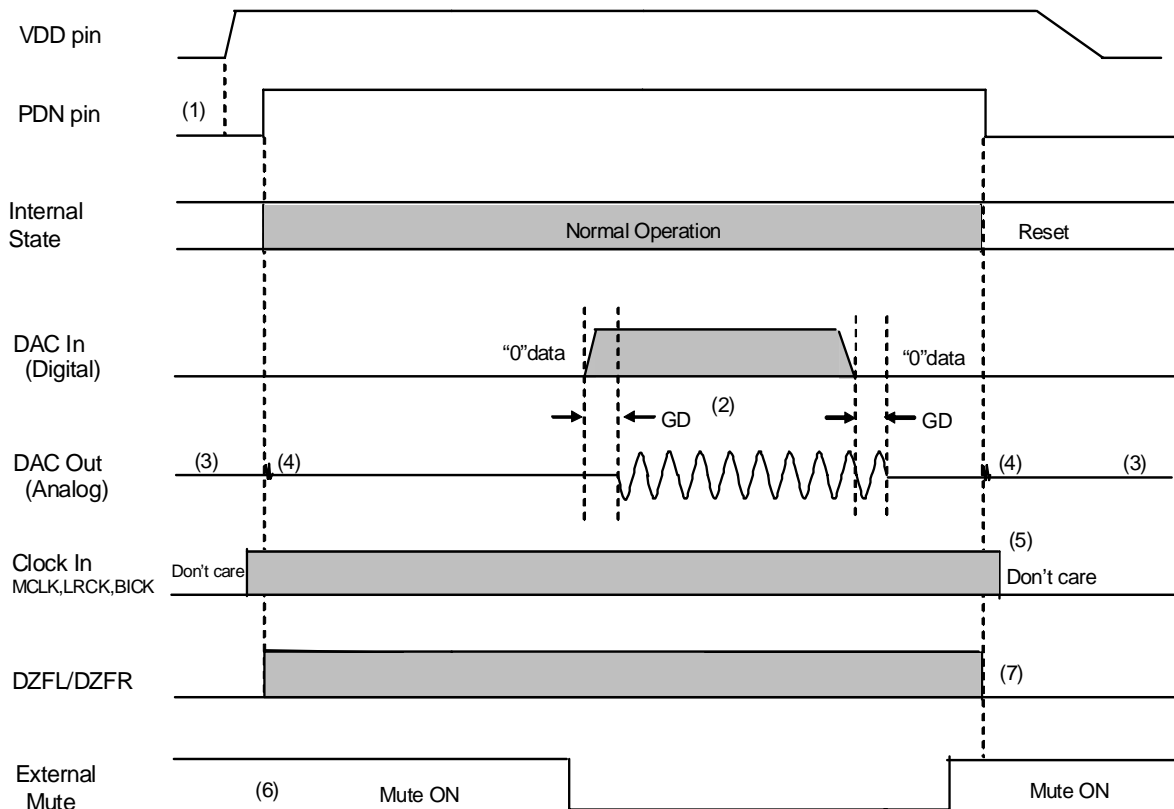 VDD pin
PDN pin
(1)
Internal
State
Normal Operation
Reset
DAC In
(Digital)
“0”data
“0”data
GD
(2)
GD
DAC Out
(Analog)
(3)
(4)
(4)
(3)
Clock In
MCLK,LRCK,BICK
Don’t care
(5)
Don’t care
DZFL/DZFR
(7)
External
Mute
(6)
Mute ON
Mute ON